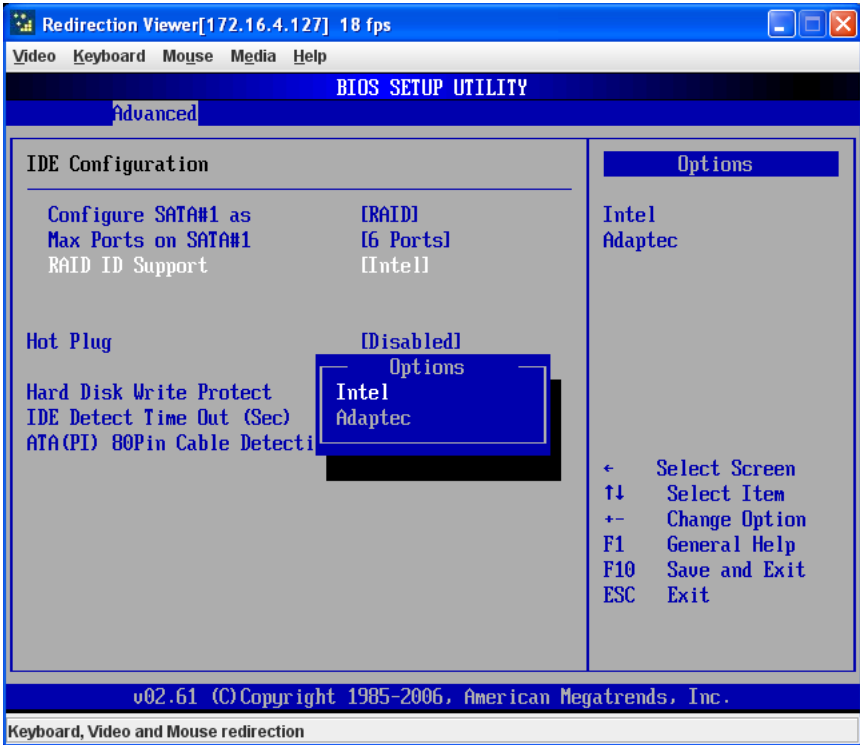 Redirection Viewer[172.16.4.127] 18 fps
Video Keyboard Mouse Media Help
BIOS SETUP UTILITY
Advanced
IDE Configuration
Configure SATA#1 as [RAID]
Max Ports on SATA#1 [6 Ports]
RAID ID Support [Intel]
Hot Plug [Disabled]
Hard Disk Write Protect
IDE Detect Time Out (Sec)
ATA(PI) 80Pin Cable Detecti
Options
Intel
Adaptec
Options
Intel
Adaptec
← Select Screen
↑↓ Select Item
+- Change Option
F1 General Help
F10 Save and Exit
ESC Exit
v02.61 (C)Copyright 1985-2006, American Megatrends, Inc.
Keyboard, Video and Mouse redirection